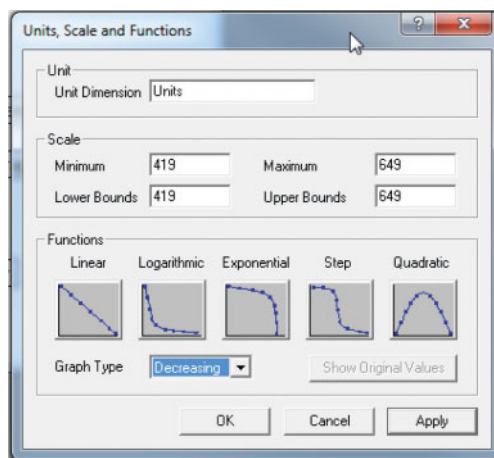 Units, Scale and Functions
Unit
Unit Dimension Units
Scale
Minimum 419 Maximum 649
Lower Bounds 419 Upper Bounds 649
Functions
Linear Logarithmic Exponential Step Quadratic
Graph Type Decreasing Show Original Values
OK Cancel Apply